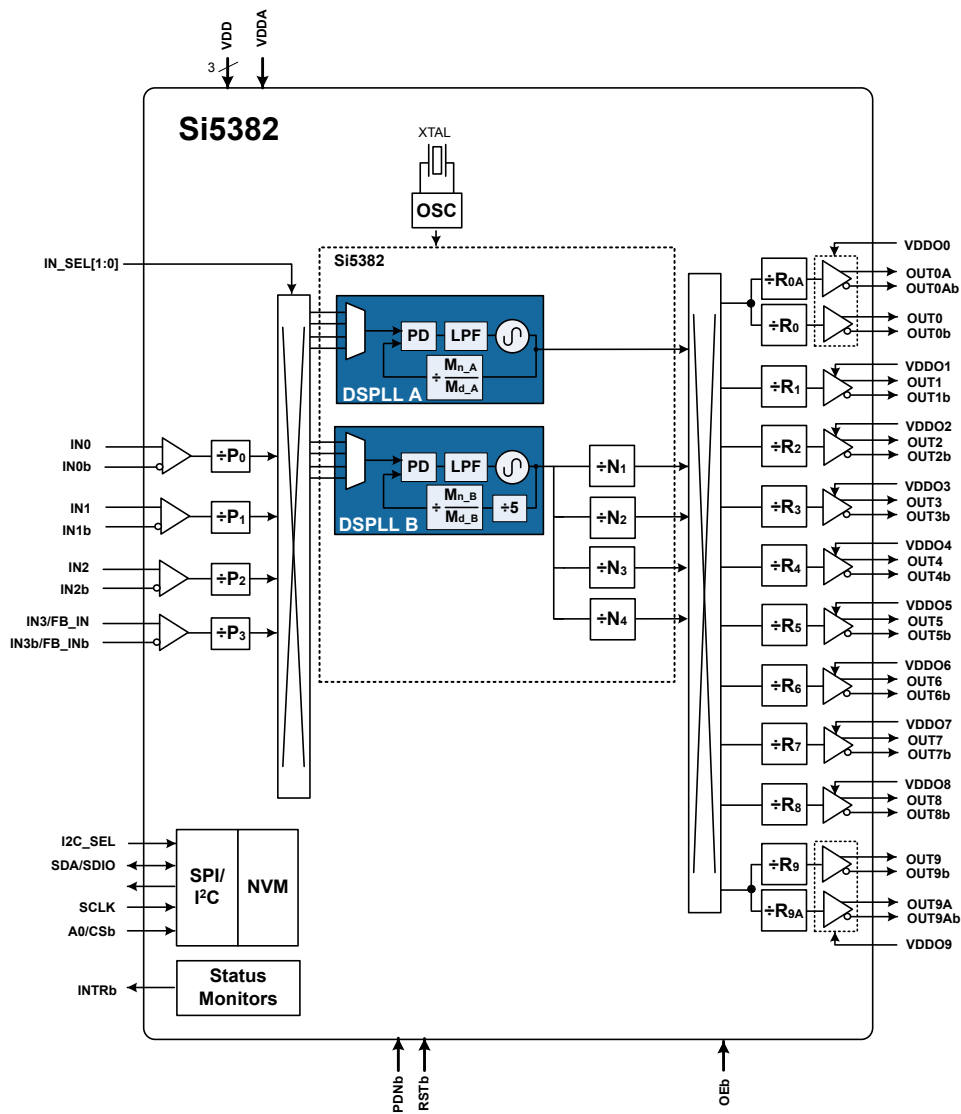 VDD
VDDA
3
Si5382
XTAL
OSC
IN_SEL[1:0]
Si5382
PD
LPF
÷ Mn_A
Md_A
DSPLL A
PD
LPF
÷ Mn_B
Md_B
÷5
DSPLL B
÷N1
÷N2
÷N3
÷N4
IN0
IN0b
÷P0
IN1
IN1b
÷P1
IN2
IN2b
÷P2
IN3/FB_IN
IN3b/FB_INb
÷P3
÷R0A
VDDO0
OUT0A
OUT0Ab
÷R0
OUT0
OUT0b
÷R1
VDDO1
OUT1
OUT1b
÷R2
VDDO2
OUT2
OUT2b
÷R3
VDDO3
OUT3
OUT3b
÷R4
VDDO4
OUT4
OUT4b
÷R5
VDDO5
OUT5
OUT5b
÷R6
VDDO6
OUT6
OUT6b
÷R7
VDDO7
OUT7
OUT7b
÷R8
VDDO8
OUT8
OUT8b
÷R9
OUT9
OUT9b
÷R9A
OUT9A
OUT9Ab
VDDO9
I2C_SEL
SDA/SDIO
SCLK
A0/CSb
SPI/
I²C
NVM
INTRb
Status
Monitors
PDNb
RSTb
OEb